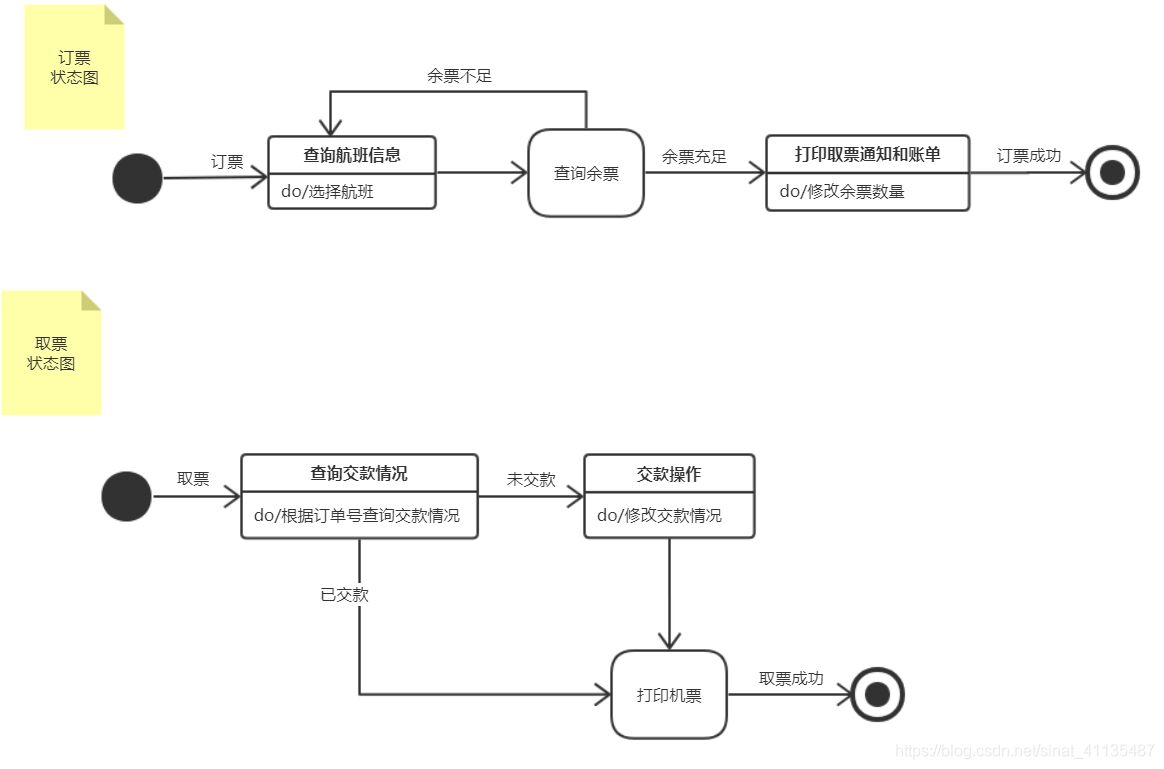 订票
状态图
余票不足
订票
查询航班信息
do/选择航班
查询余票
余票充足
打印取票通知和账单
do/修改余票数量
订票成功
取票
状态图
取票
查询交款情况
do/根据订单号查询交款情况
未交款
交款操作
do/修改交款情况
已交款
打印机票
取票成功
https://blog.csdn.net/sinat_41135487